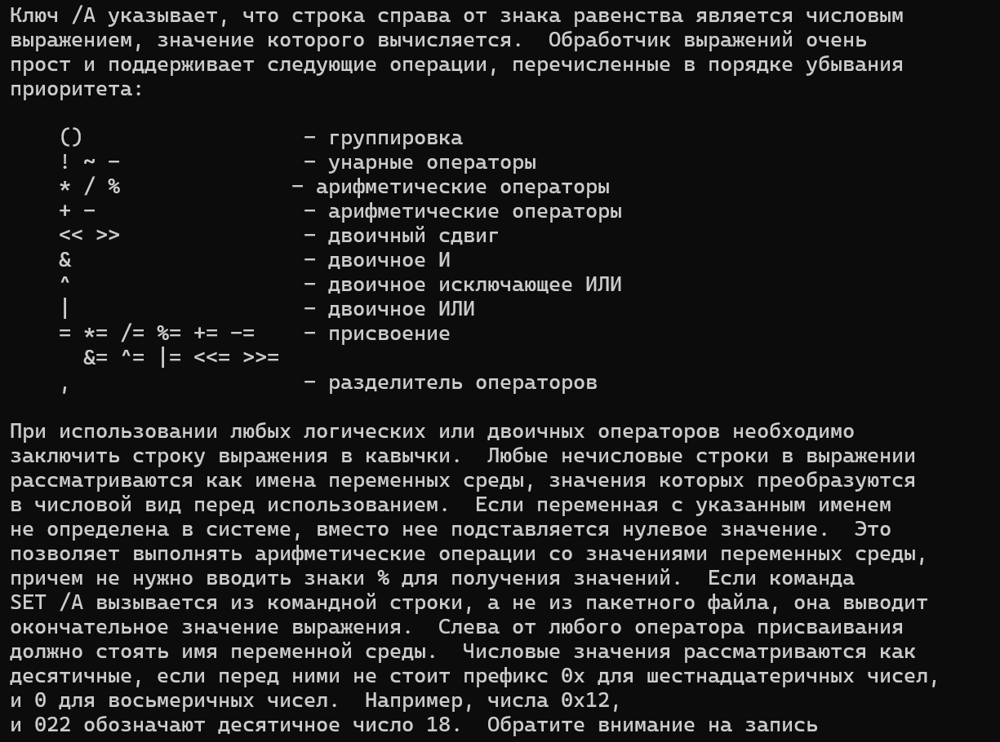 Ключ /A указывает, что строка справа от знака равенства является числовым
выражением, значение которого вычисляется.  Обработчик выражений очень
прост и поддерживает следующие операции, перечисленные в порядке убывания
приоритета:

    ()                  - группировка
    ! ~ -               - унарные операторы
    * / %              - арифметические операторы
    + -                 - арифметические операторы
    << >>               - двоичный сдвиг
    &                   - двоичное И
    ^                   - двоичное исключающее ИЛИ
    |                   - двоичное ИЛИ
    = *= /= %= += -=    - присвоение
      &= ^= |= <<= >>=
    ,                   - разделитель операторов

При использовании любых логических или двоичных операторов необходимо
заключить строку выражения в кавычки.  Любые нечисловые строки в выражении
рассматриваются как имена переменных среды, значения которых преобразуются
в числовой вид перед использованием.  Если переменная с указанным именем
не определена в системе, вместо нее подставляется нулевое значение.  Это
позволяет выполнять арифметические операции со значениями переменных среды,
причем не нужно вводить знаки % для получения значений.  Если команда
SET /A вызывается из командной строки, а не из пакетного файла, она выводит
окончательное значение выражения.  Слева от любого оператора присваивания
должно стоять имя переменной среды.  Числовые значения рассматриваются как
десятичные, если перед ними не стоит префикс 0x для шестнадцатеричных чисел,
и 0 для восьмеричных чисел.  Например, числа 0x12,
и 022 обозначают десятичное число 18.  Обратите внимание на запись